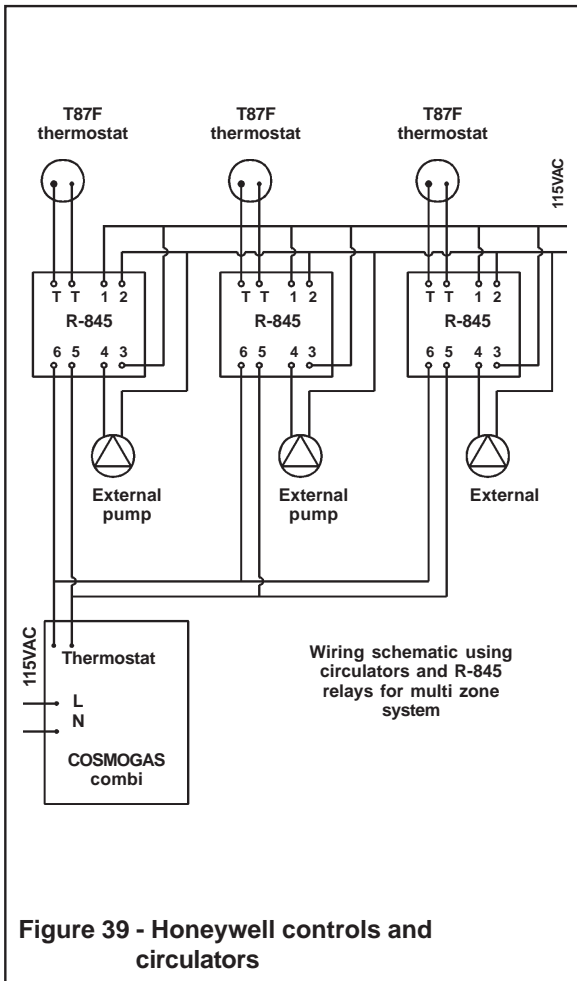 T87F T87F T87F
thermostat thermostat thermostat
115VAC
T T 1 2 T T 1 2 T T 1 2
R-845 R-845 R-845
6 5 4 3 6 5 4 3 6 5 4 3
External External External
pump pump
115VAC
Thermostat
L
N
COSMOGAS
combi
Wiring schematic using
circulators and R-845
relays for multi zone
system
Figure 39 - Honeywell controls and
circulators